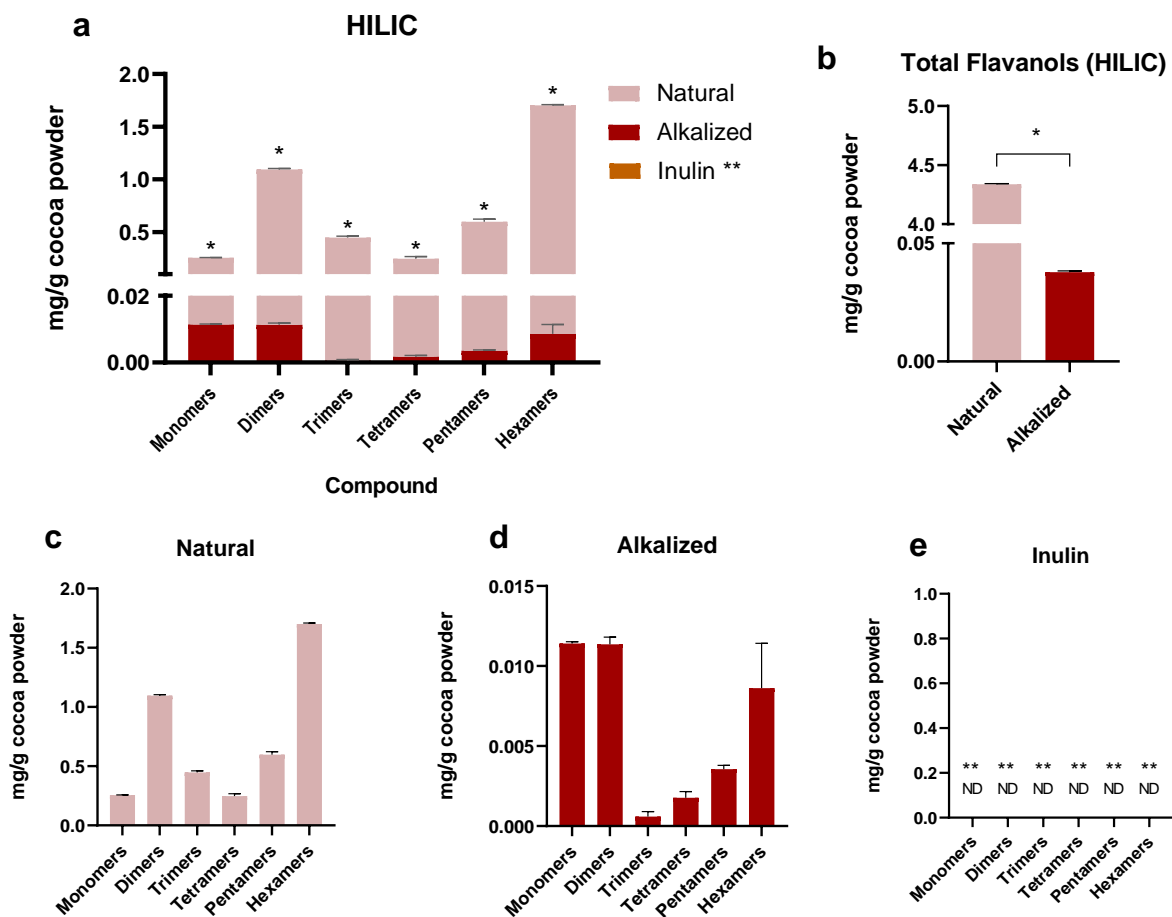 a
HILIC
mg/g cocoa powder
2.0
1.5
1.0
0.5
0.02
0.00
*
*
*
*
*
*
Monomers
Dimers
Trimers
Tetramers
Pentamers
Hexamers
Compound
Natural
Alkalized
Inulin **
b
Total Flavanols (HILIC)
mg/g cocoa powder
5.0
4.5
4.0
0.05
0.00
*
Natural
Alkalized
c
Natural
mg/g cocoa powder
2.0
1.5
1.0
0.5
0.0
Monomers
Dimers
Trimers
Tetramers
Pentamers
Hexamers
d
Alkalized
mg/g cocoa powder
0.015
0.010
0.005
0.000
Monomers
Dimers
Trimers
Tetramers
Pentamers
Hexamers
e
Inulin
mg/g cocoa powder
1.0
0.8
0.6
0.4
0.2
0.0
** ** ** ** ** **
ND ND ND ND ND ND
Monomers
Dimers
Trimers
Tetramers
Pentamers
Hexamers